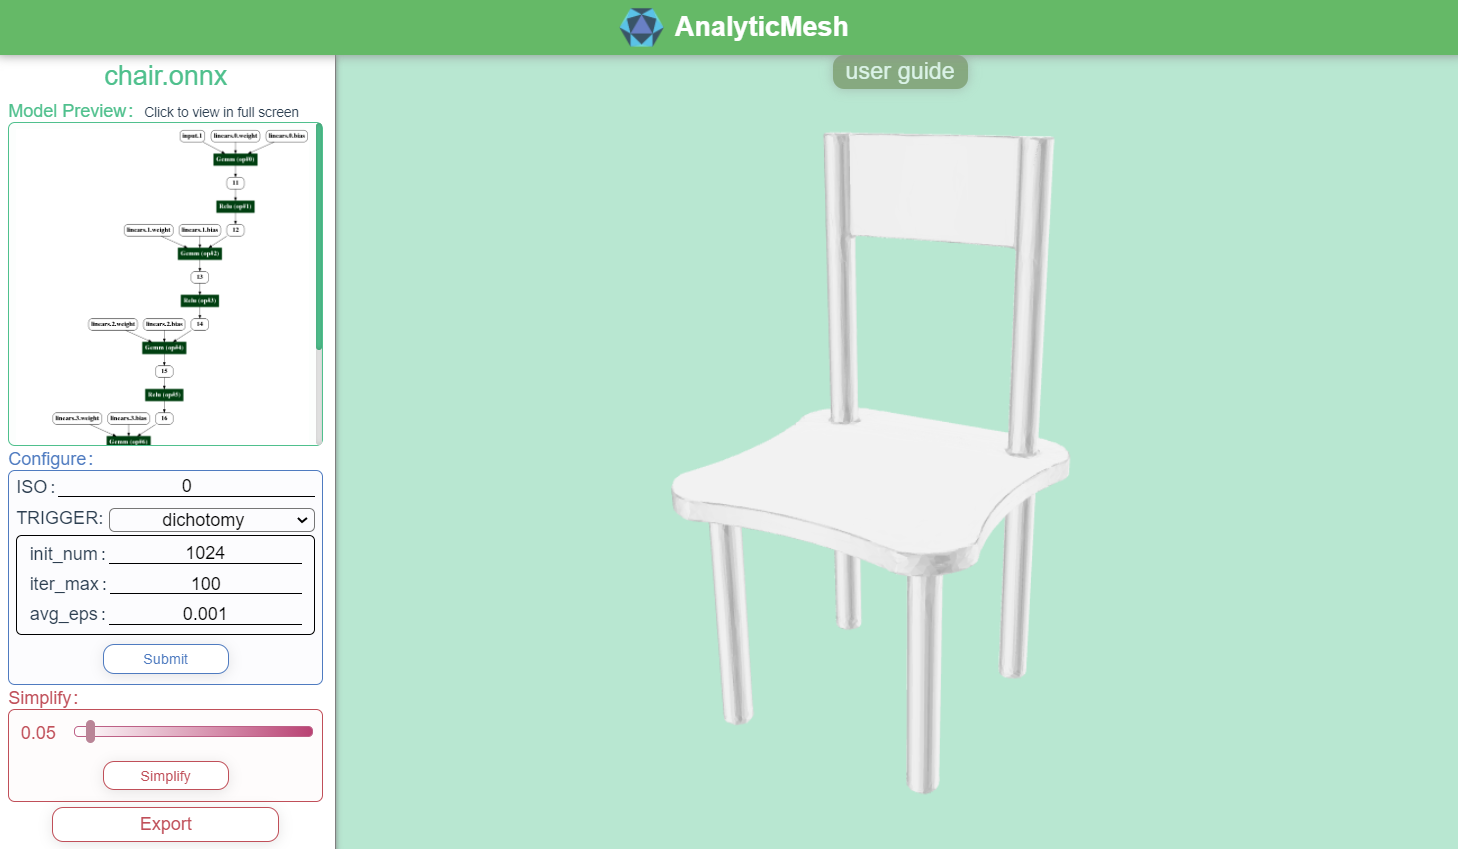 AnalyticMesh
chair.onnx
user guide
Model Preview: Click to view in full screen
input.1 linears.0.weight linears.0.bias
Gemm (op#0)
11
Relu (op#1)
linears.1.weight linears.1.bias 12
Gemm (op#2)
13
Relu (op#3)
linears.2.weight linears.2.bias 14
Gemm (op#4)
15
Relu (op#5)
linears.3.weight linears.3.bias 16
Gemm (op#6)
Configure:
ISO: 0
TRIGGER: dichotomy
init_num: 1024
iter_max: 100
avg_eps: 0.001
Submit
Simplify:
0.05
Simplify
Export